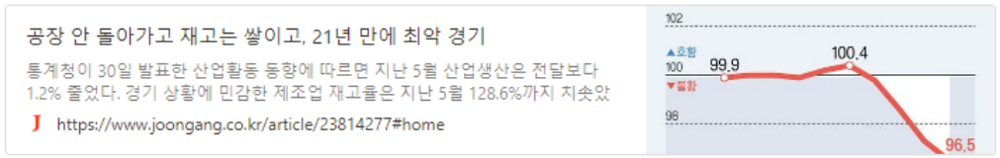 공장 안 돌아가고 재고는 쌓이고, 21년 만에 최악 경기
통계청이 30일 발표한 산업활동 동향에 따르면 지난 5월 산업생산은 전달보다
1.2% 줄었다. 경기 상황에 민감한 제조업 재고율은 지난 5월 128.6%까지 치솟았
J https://www.joongang.co.kr/article/23814277#home
102
▲호황
100
▼불황
99.9
100.4
98
96.5